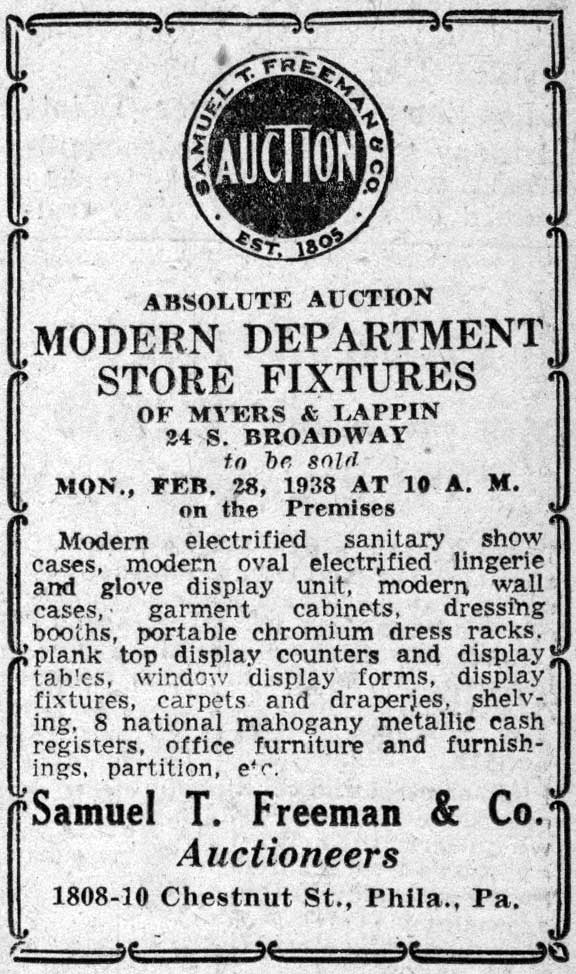 SAMUEL T. FREEMAN & CO.
AUCTION
EST. 1805
ABSOLUTE AUCTION
MODERN DEPARTMENT
STORE FIXTURES
OF MYERS & LAPPIN
24 S. BROADWAY
to be sold
MON., FEB. 28, 1938 AT 10 A. M.
on the Premises
Modern electrified sanitary show
cases, modern oval electrified lingerie
and glove display unit, modern wall
cases, garment cabinets, dressing
booths, portable chromium dress racks,
plank top display counters and display
tables, window display forms, display
fixtures, carpets and draperies, shelv-
ing, 8 national mahogany metallic cash
registers, office furniture and furnish-
ings, partition, etc.
Samuel T. Freeman & Co.
Auctioneers
1808-10 Chestnut St., Phila., Pa.